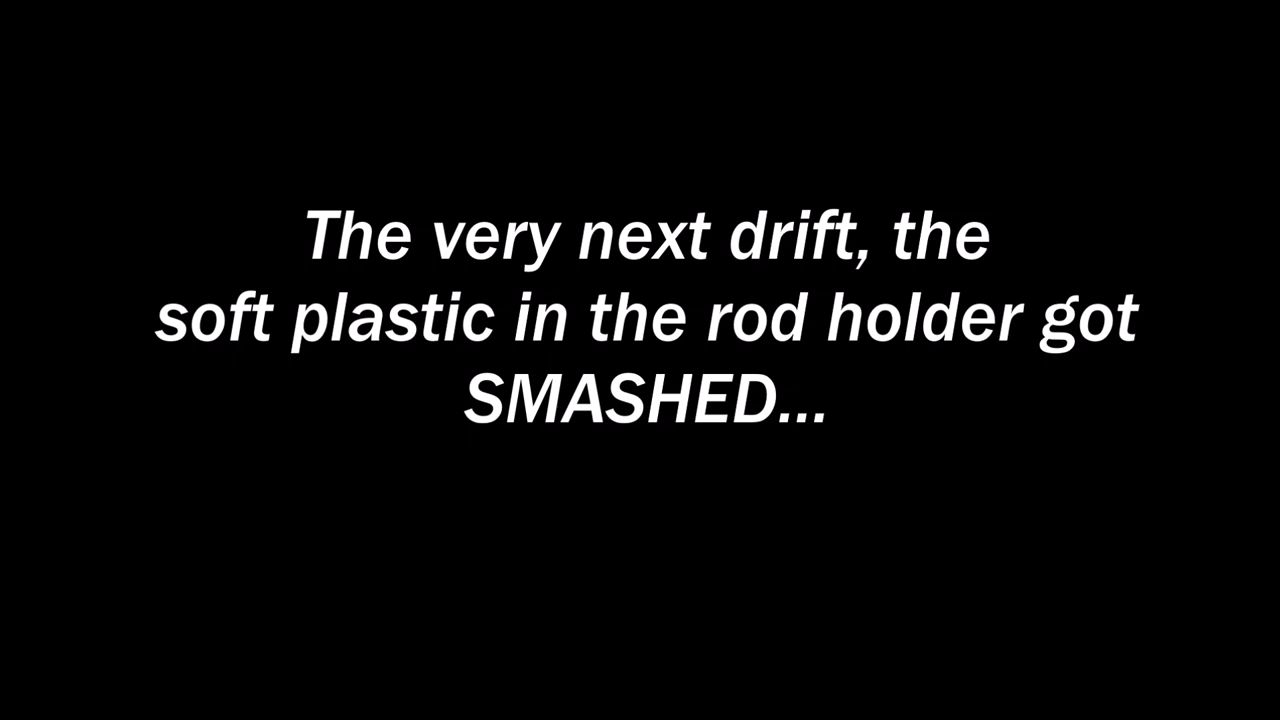 The very next drift, the
soft plastic in the rod holder got
SMASHED...